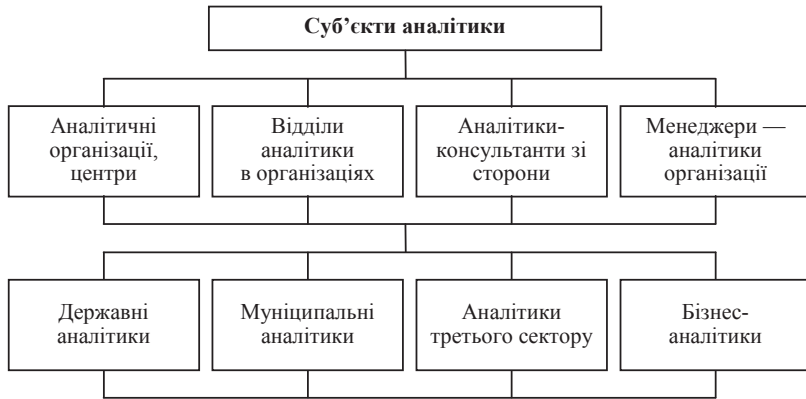 Суб’єкти аналітики
Аналітичні
організації,
центри
Відділи
аналітики
в організаціях
Аналітики-
консультанти зі
сторони
Менеджери —
аналітики
організації
Державні
аналітики
Муніципальні
аналітики
Аналітики
третього сектору
Бізнес-
аналітики